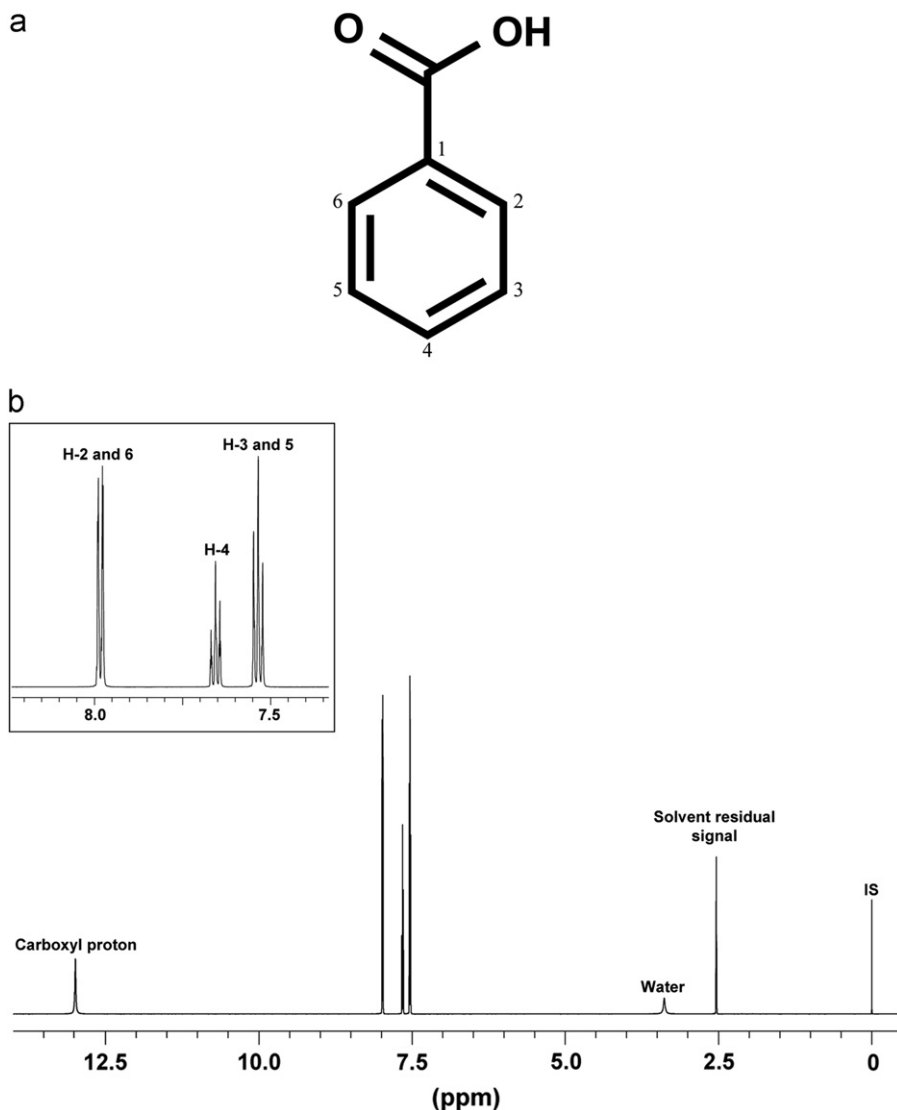 a
O OH
1
6 2
5 3
4
b
H-2 and 6 H-3 and 5
H-4
8.0 7.5
Solvent residual
signal
IS
Carboxyl proton
Water
12.5 10.0 7.5 5.0 2.5 0
(ppm)